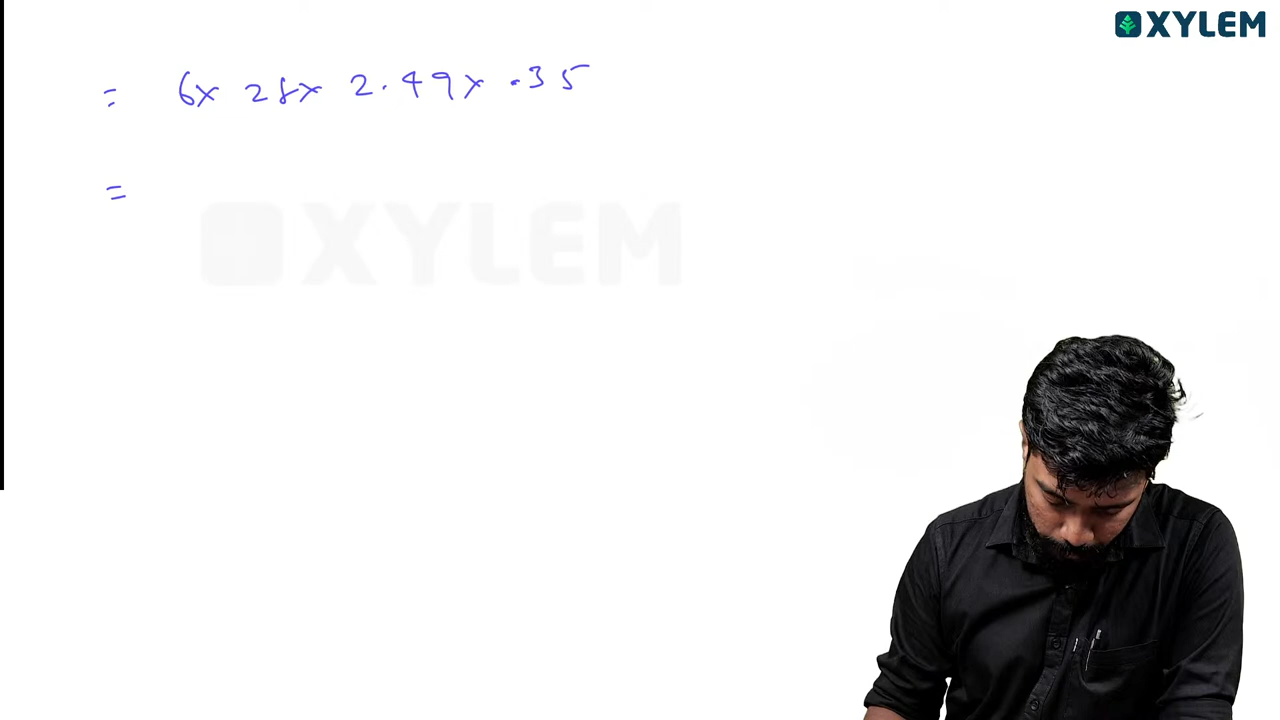 XYLEM
= 6x 28x 2.49x .35
=
XYLEM